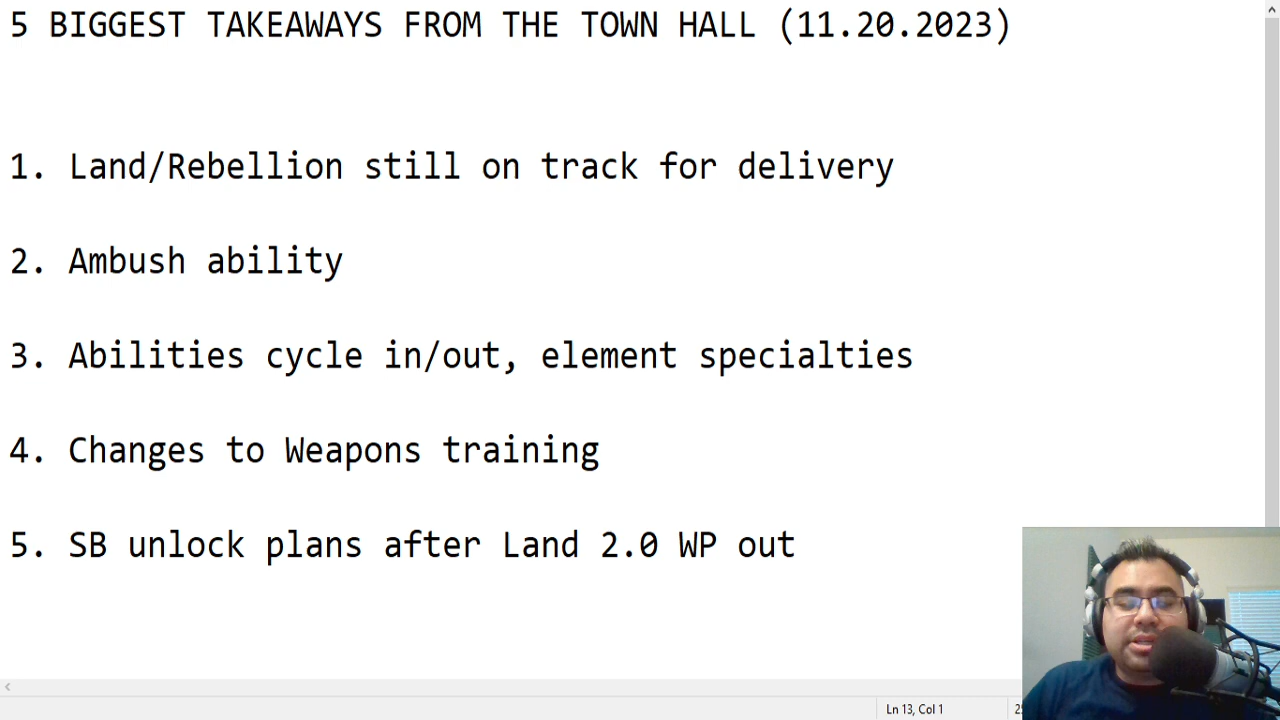 5 BIGGEST TAKEAWAYS FROM THE TOWN HALL (11.20.2023)
1. Land/Rebellion still on track for delivery
2. Ambush ability
3. Abilities cycle in/out, element specialties
4. Changes to Weapons training
5. SB unlock plans after Land 2.0 WP out
Ln 13, Col 1